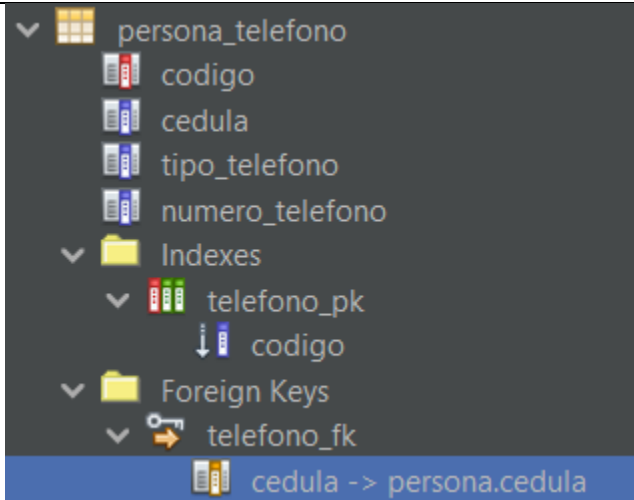 persona_telefono
codigo
cedula
tipo_telefono
numero_telefono
Indexes
telefono_pk
codigo
Foreign Keys
telefono_fk
cedula -> persona.cedula